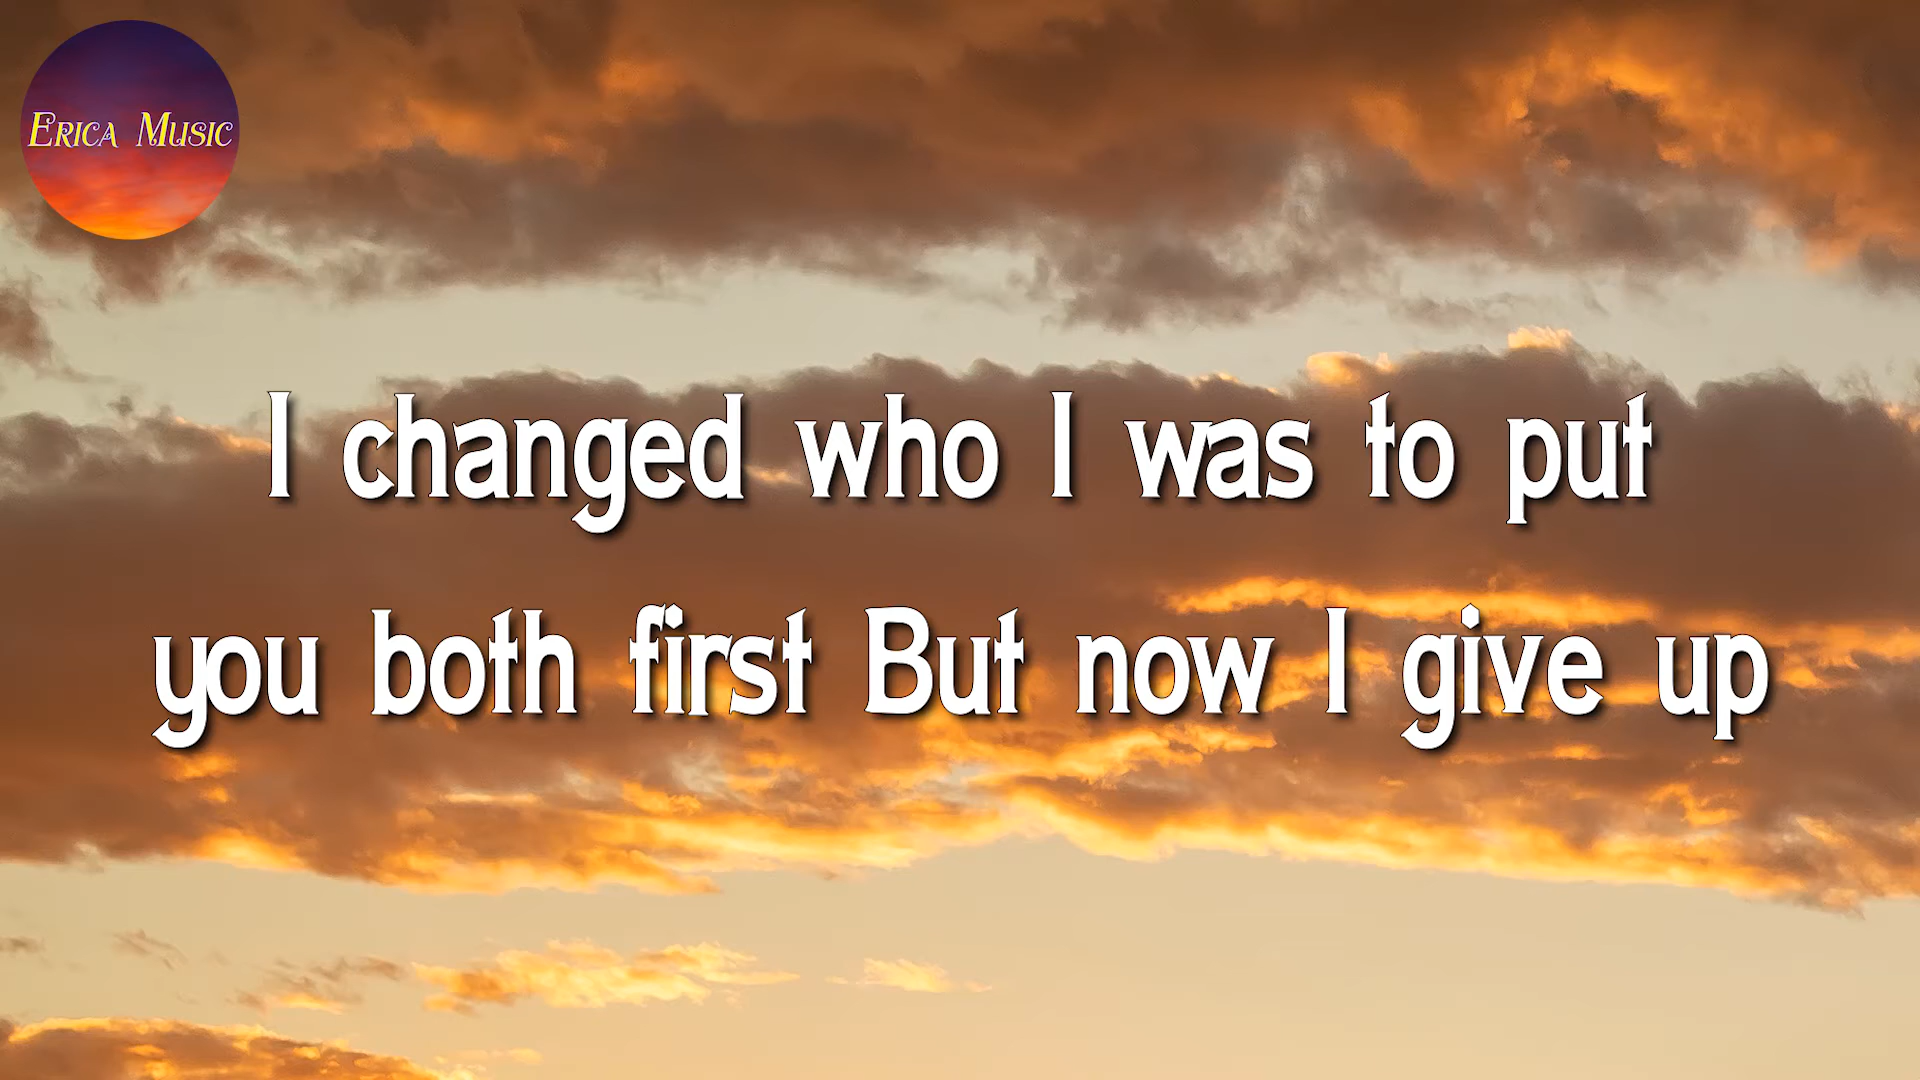 Erica Music
I changed who I was to put
you both first But now I give up